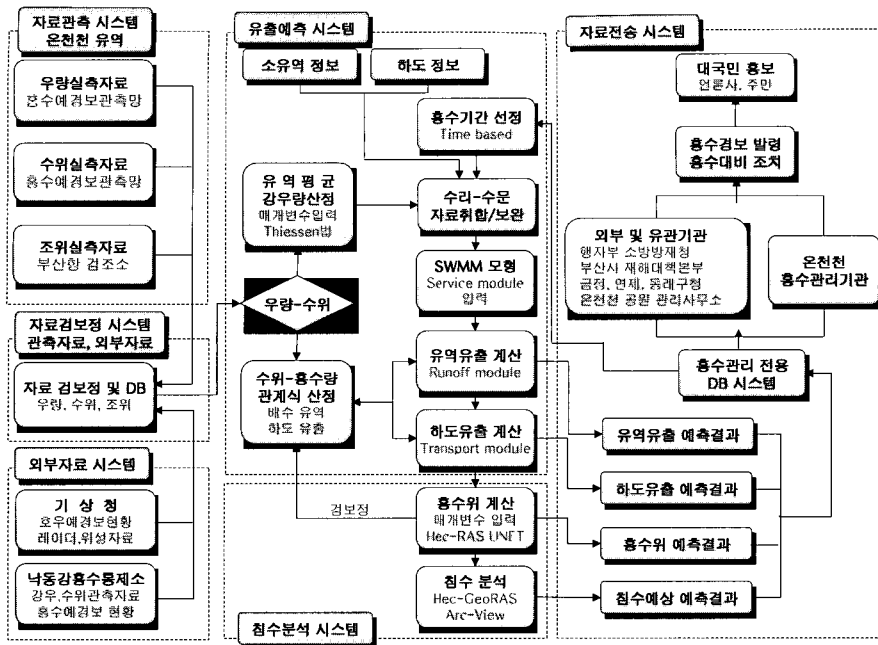 자료관측 시스템
온천천 유역
우량실측자료
홍수예경보관측망
수위실측자료
홍수예경보관측망
조위실측자료
부산항 검조소
자료검보정 시스템
관측자료, 외부자료
자료 검보정 및 DB
우량, 수위, 조위
외부자료 시스템
기 상 청
호우예경보현황
레이더,위성자료
낙동강홍수통제소
강우,수위관측자료
홍수예경보 현황
유출예측 시스템
소유역 정보
하도 정보
홍수기간 선정
Time based
유 역 평 균
강우량산정
매개변수입력
Thiessen법
수리-수문
자료취합/보완
SWMM 모형
Service module
입력
우량-수위
수위-홍수량
관계식 산정
배수 유역
하도 유출
유역유출 계산
Runoff module
하도유출 계산
Transport module
검보정
홍수위 계산
매개변수 입력
Hec-RAS UNET
침수 분석
Hec-GeoRAS
Arc-View
침수분석 시스템
자료전송 시스템
대국민 홍보
언론사, 주민
홍수경보 발령
홍수대비 조치
외부 및 유관기관
행자부 소방방재청
부산시 재해대책본부
금정, 연제, 동래구청
온천천 공원 관리사무소
온천천
홍수관리기관
홍수관리 전용
DB 시스템
유역유출 예측결과
하도유출 예측결과
홍수위 예측결과
침수예상 예측결과